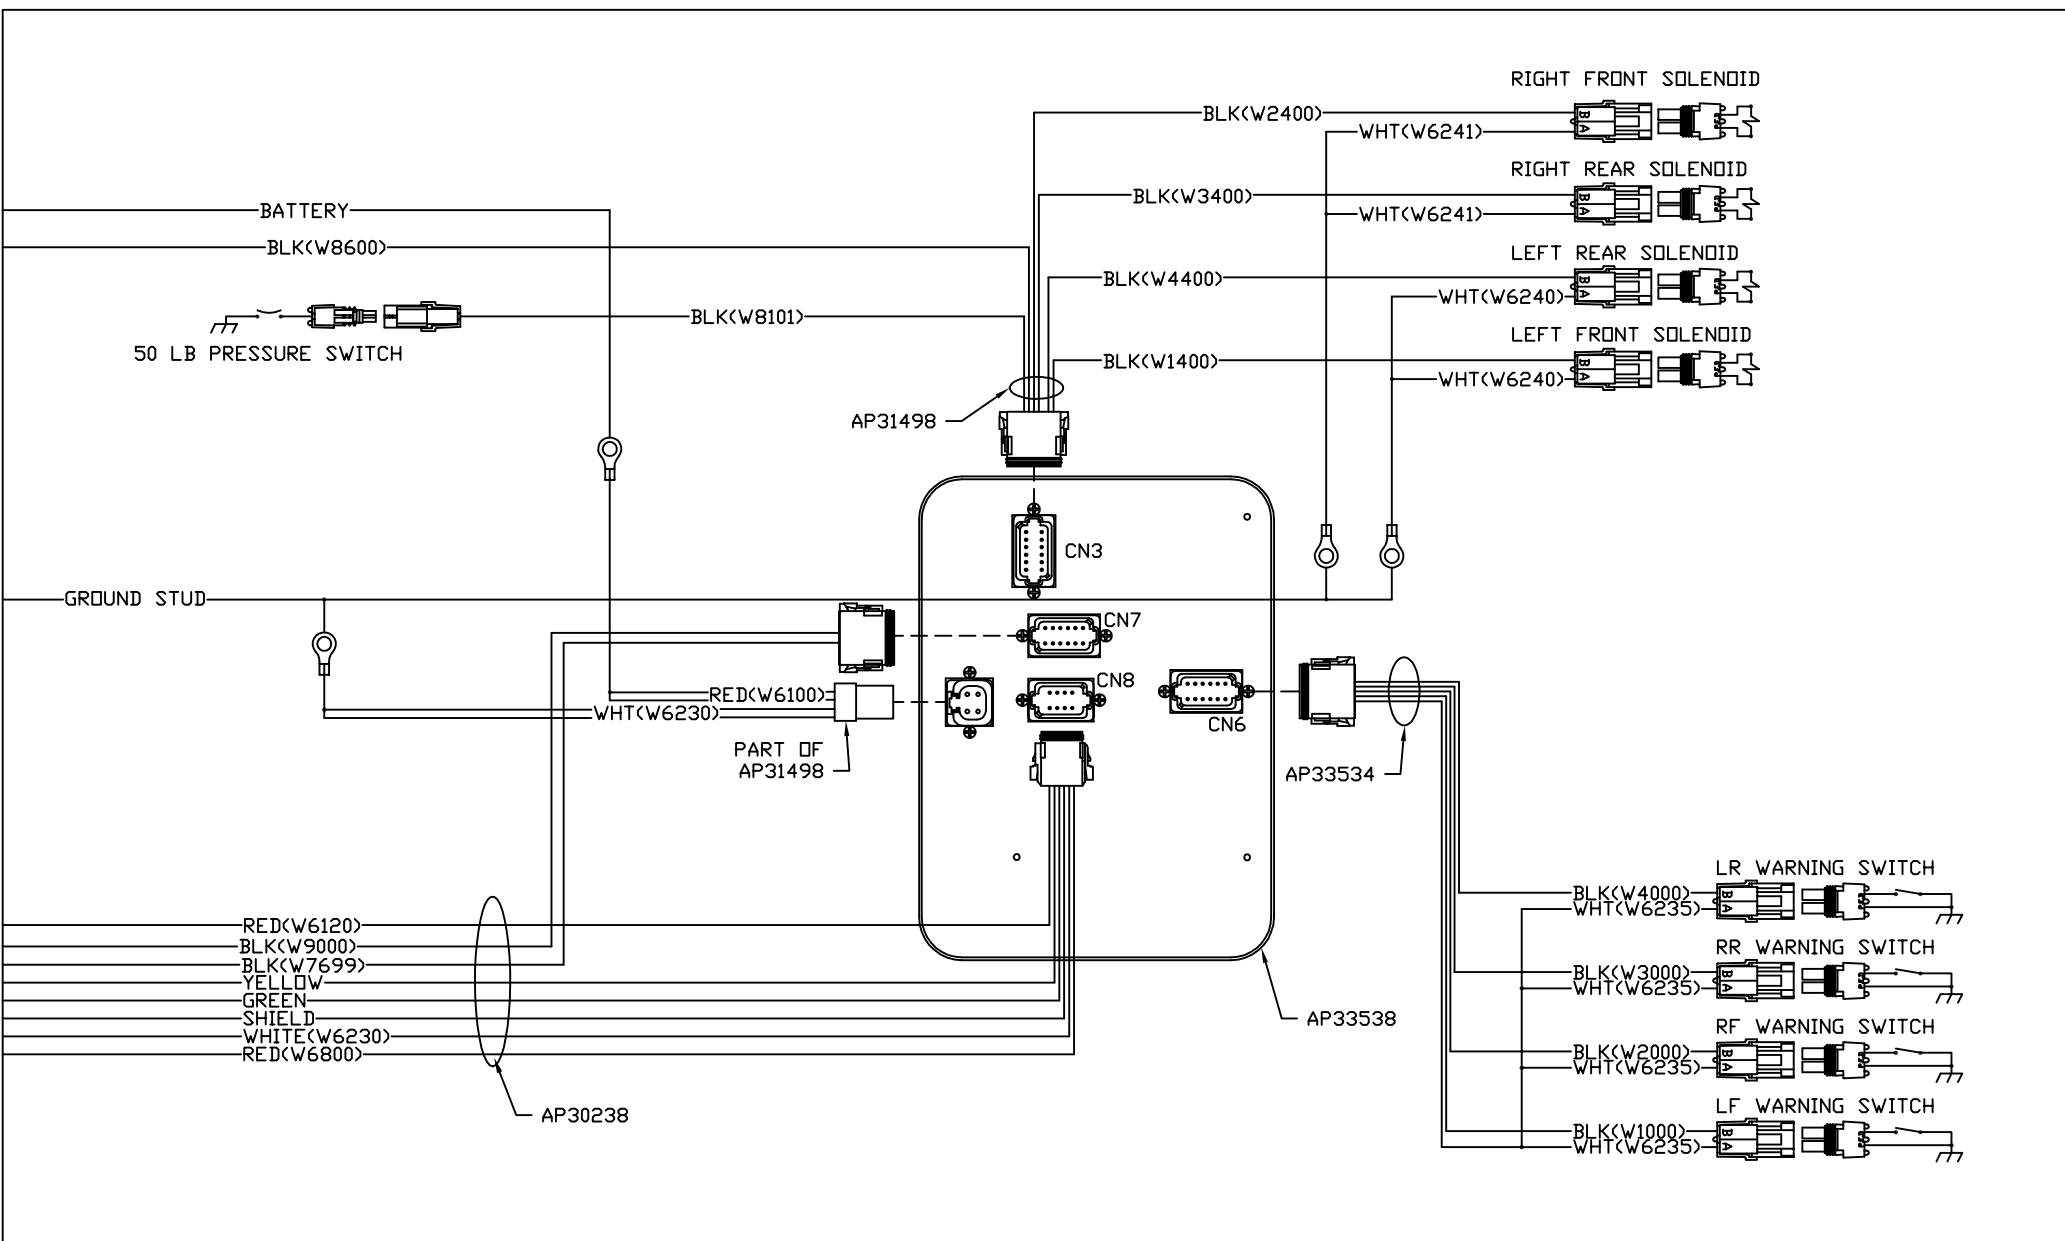 RIGHT FRONT SOLENOID
BLK(W2400)
WHT(W6241)
B
A
RIGHT REAR SOLENOID
BLK(W3400)
WHT(W6241)
B
A
BATTERY
BLK(W8600)
LEFT REAR SOLENOID
BLK(W4400)
WHT(W6240)
B
A
BLK(W8101)
50 LB PRESSURE SWITCH
LEFT FRONT SOLENOID
BLK(W1400)
WHT(W6240)
B
A
AP31498
CN3
GROUND STUD
CN7
CN8
RED(W6100)
WHT(W6230)
CN6
PART OF
AP31498
AP33534
LR WARNING SWITCH
BLK(W4000)
WHT(W6235)
B
A
RED(W6120)
BLK(W9000)
BLK(W7699)
YELLOW
GREEN
SHIELD
WHITE(W6230)
RED(W6800)
RR WARNING SWITCH
BLK(W3000)
WHT(W6235)
B
A
AP33538
RF WARNING SWITCH
BLK(W2000)
WHT(W6235)
B
A
AP30238
LF WARNING SWITCH
BLK(W1000)
WHT(W6235)
B
A